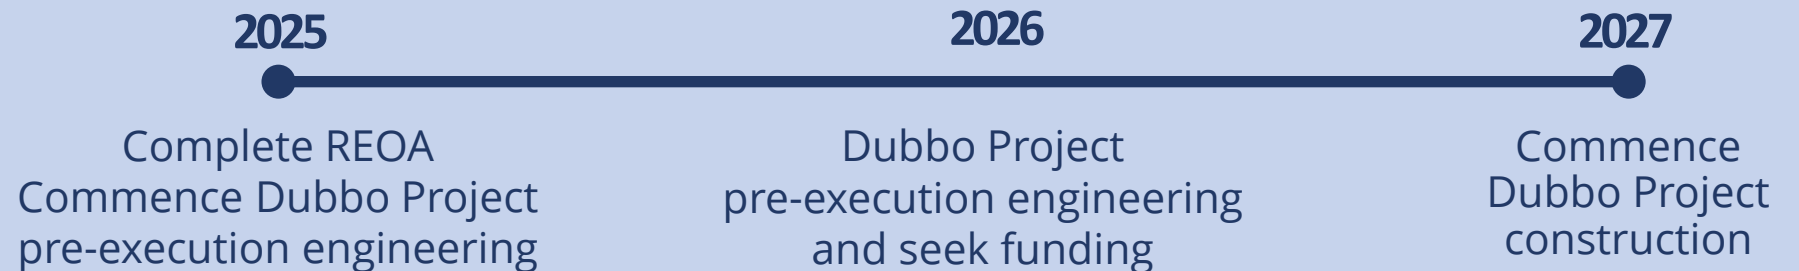 2025
Complete REOA
Commence Dubbo Project
pre-execution engineering
2026
Dubbo Project
pre-execution engineering
and seek funding
2027
Commence
Dubbo Project
construction